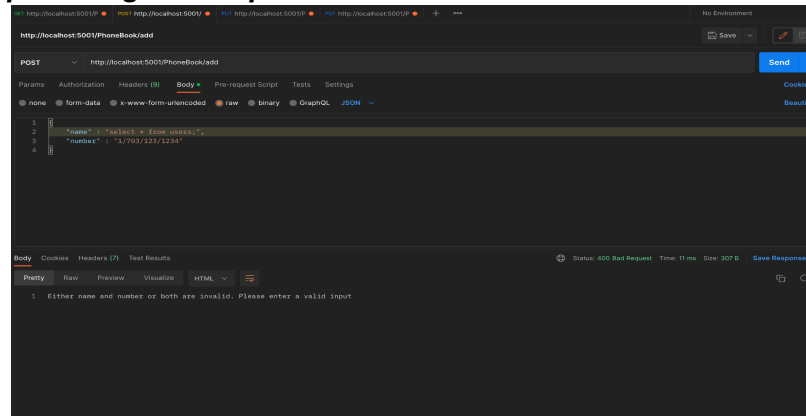 GET http://localhost:5001/P POST http://localhost:5001/ PUT http://localhost:5001/P PUT http://localhost:5001/P + ••• No Environment
http://localhost:5001/PhoneBook/add Save
POST http://localhost:5001/PhoneBook/add Send
Params Authorization Headers (9) Body Pre-request Script Tests Settings Cookie
none form-data x-www-form-urlencoded raw binary GraphQL JSON Beauti
1 {
2 "name" : "select * from users;",
3 "number" : "1/703/123/1234"
4 }
Body Cookies Headers (7) Test Results Status: 400 Bad Request Time: 11 ms Size: 307 B Save Response
Pretty Raw Preview Visualize HTML
1 Either name and number or both are invalid. Please enter a valid input